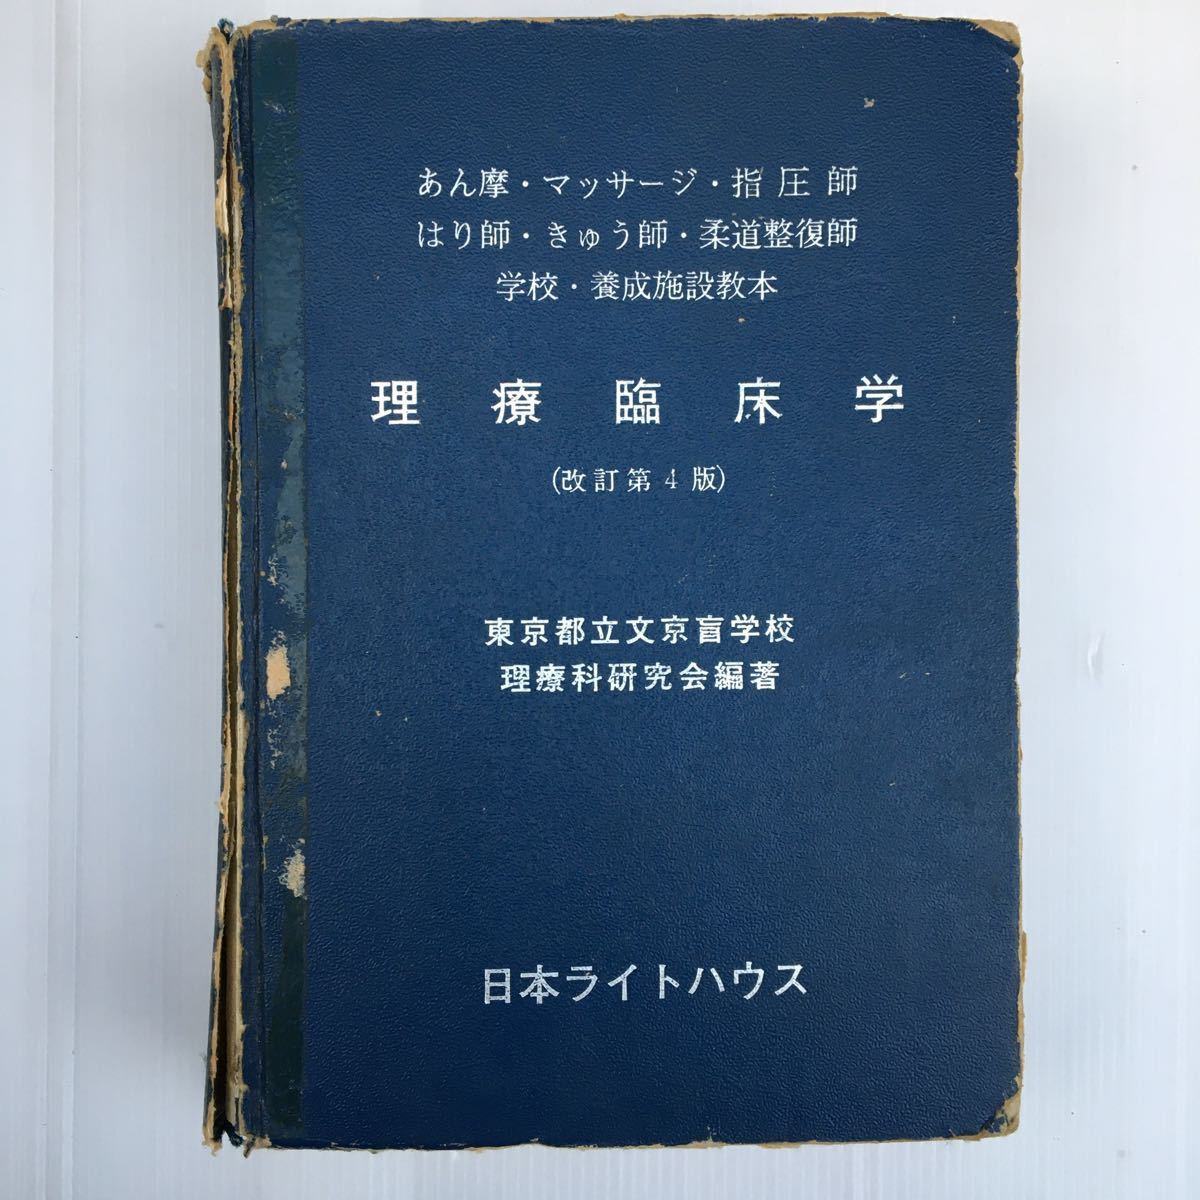 あん摩・マッサージ・指圧師
はり師・きゅう師・柔道整復師
学校・養成施設教本
理療臨床学
(改訂第4版)
東京都立文京盲学校
理療科研究会編著
日本ライトハウス